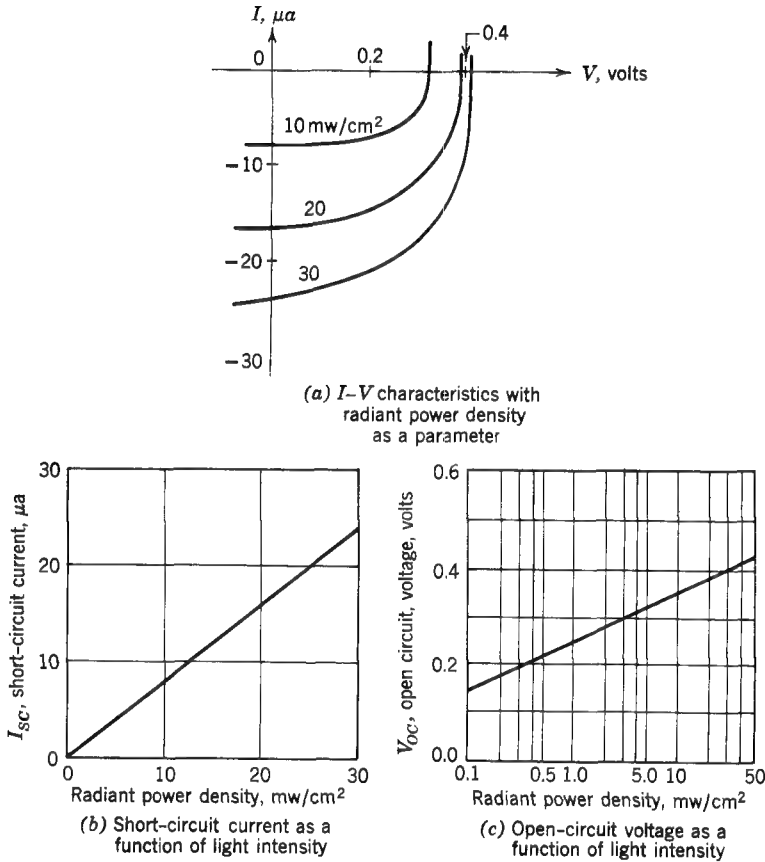 I, μa
0.4
0
0.2
V, volts
10 mw/cm²
−10
20
−20
30
−30
(a) I–V characteristics with
radiant power density
as a parameter
30
20
10
0
I_SC, short-circuit current, μa
0
10
20
30
Radiant power density, mw/cm²
(b) Short-circuit current as a
function of light intensity
0.6
0.4
0.2
0.0
V_OC, open circuit, voltage, volts
0.1
0.5
1.0
5.0
10
50
Radiant power density, mw/cm²
(c) Open-circuit voltage as a
function of light intensity